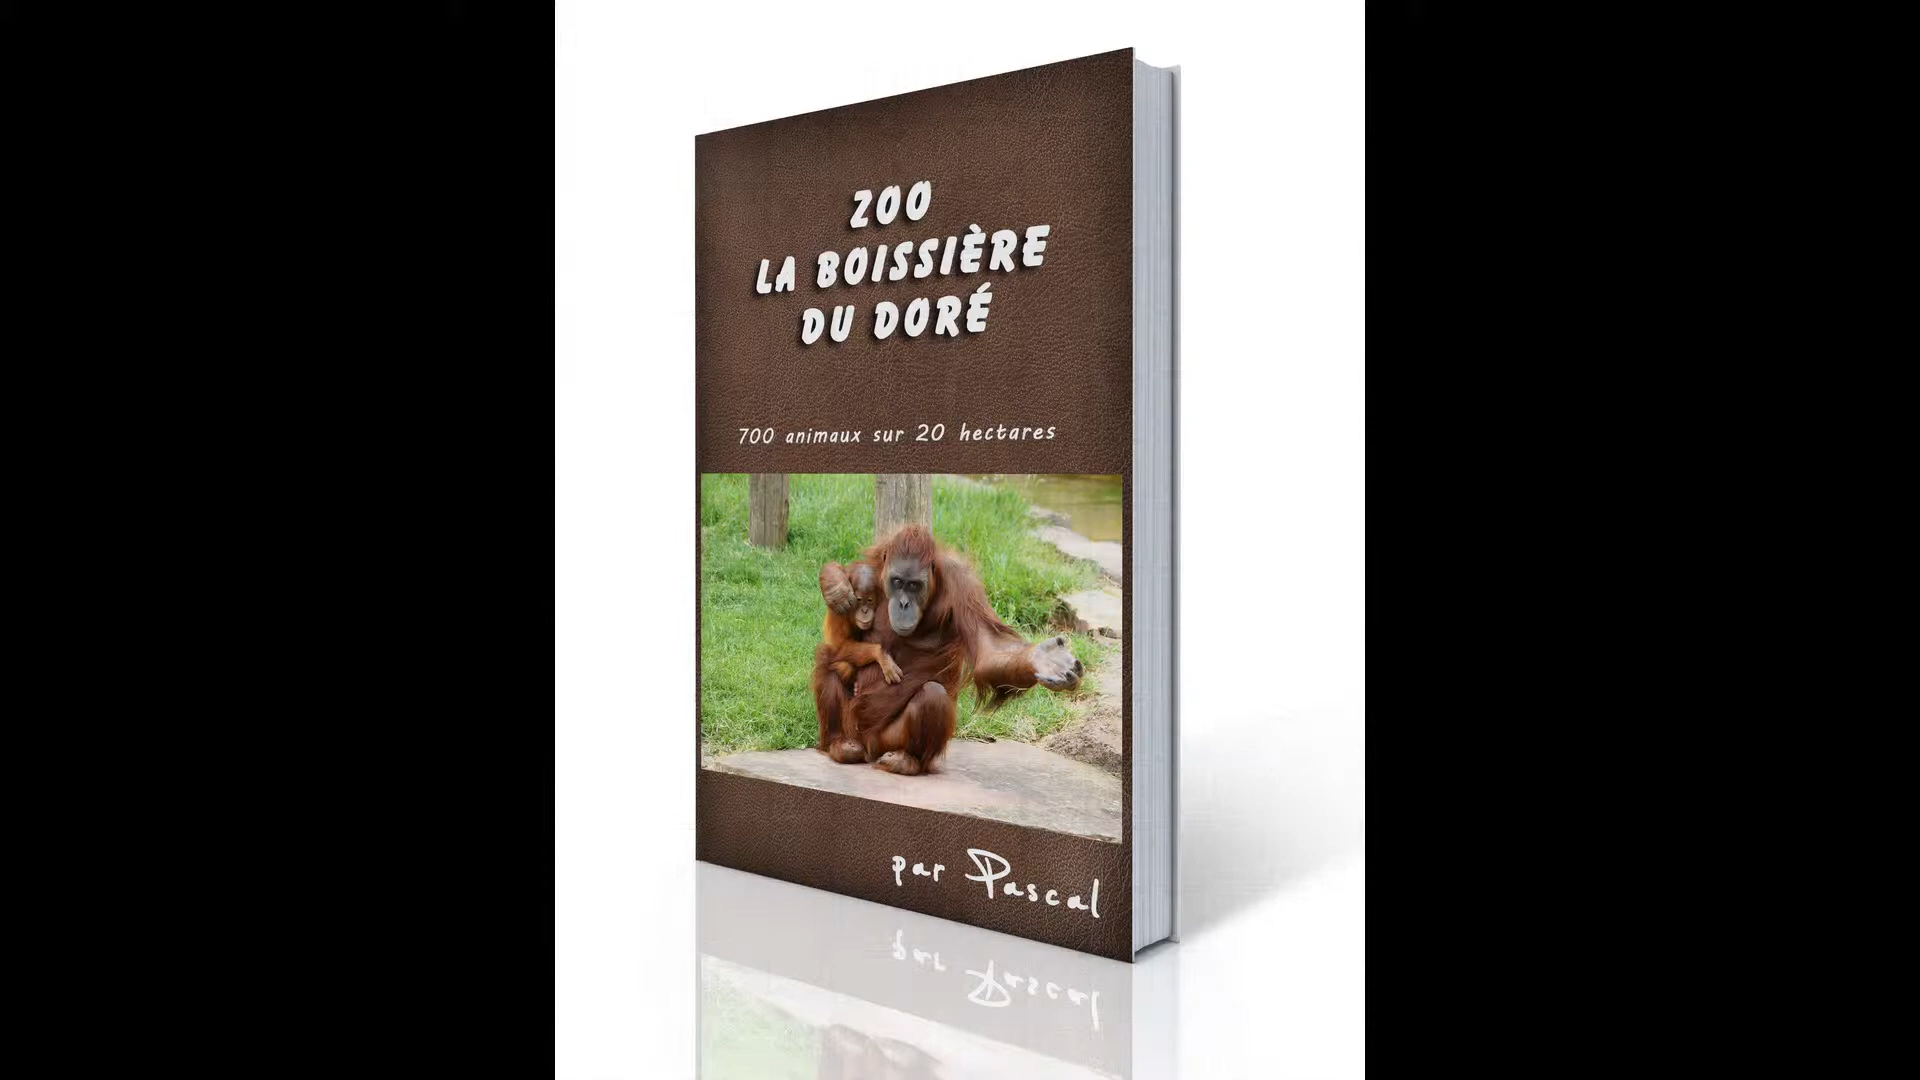 ZOO
LA BOISSIÈRE
DU DORÉ
700 animaux sur 20 hectares
par Pascal